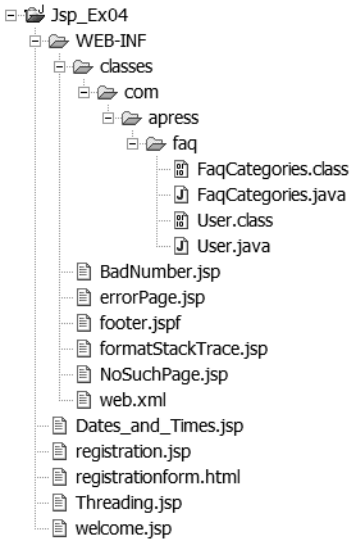 Jsp_Ex04
WEB-INF
classes
com
apress
faq
FaqCategories.class
FaqCategories.java
User.class
User.java
BadNumber.jsp
errorPage.jsp
footer.jspf
formatStackTrace.jsp
NoSuchPage.jsp
web.xml
Dates_and_Times.jsp
registration.jsp
registrationform.html
Threading.jsp
welcome.jsp